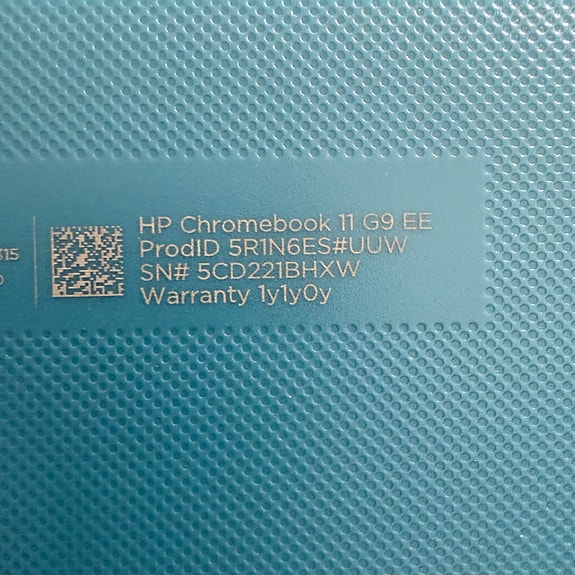 HP Chromebook 11 G9 EE
ProdID 5R1N6ES#UUW
SN# 5CD221BHXW
Warranty 1y1y0y